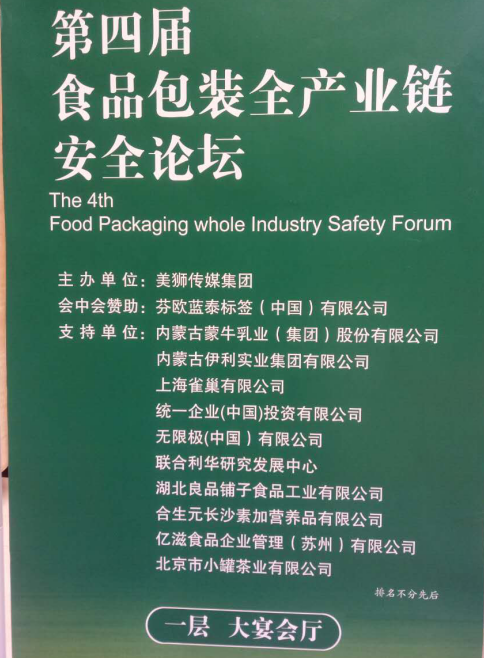 第四届
食品包装全产业链
安全论坛
The 4th
Food Packaging whole Industry Safety Forum
主办单位：美狮传媒集团
会中会赞助：芬欧蓝泰标签（中国）有限公司
支持单位：内蒙古蒙牛乳业（集团）股份有限公司
内蒙古伊利实业集团有限公司
上海雀巢有限公司
统一企业(中国)投资有限公司
无限极(中国）有限公司
联合利华研究发展中心
湖北良品铺子食品工业有限公司
合生元长沙素加营养品有限公司
亿滋食品企业管理（苏州）有限公司
北京市小罐茶业有限公司
排名不分先后
一层 大宴会厅